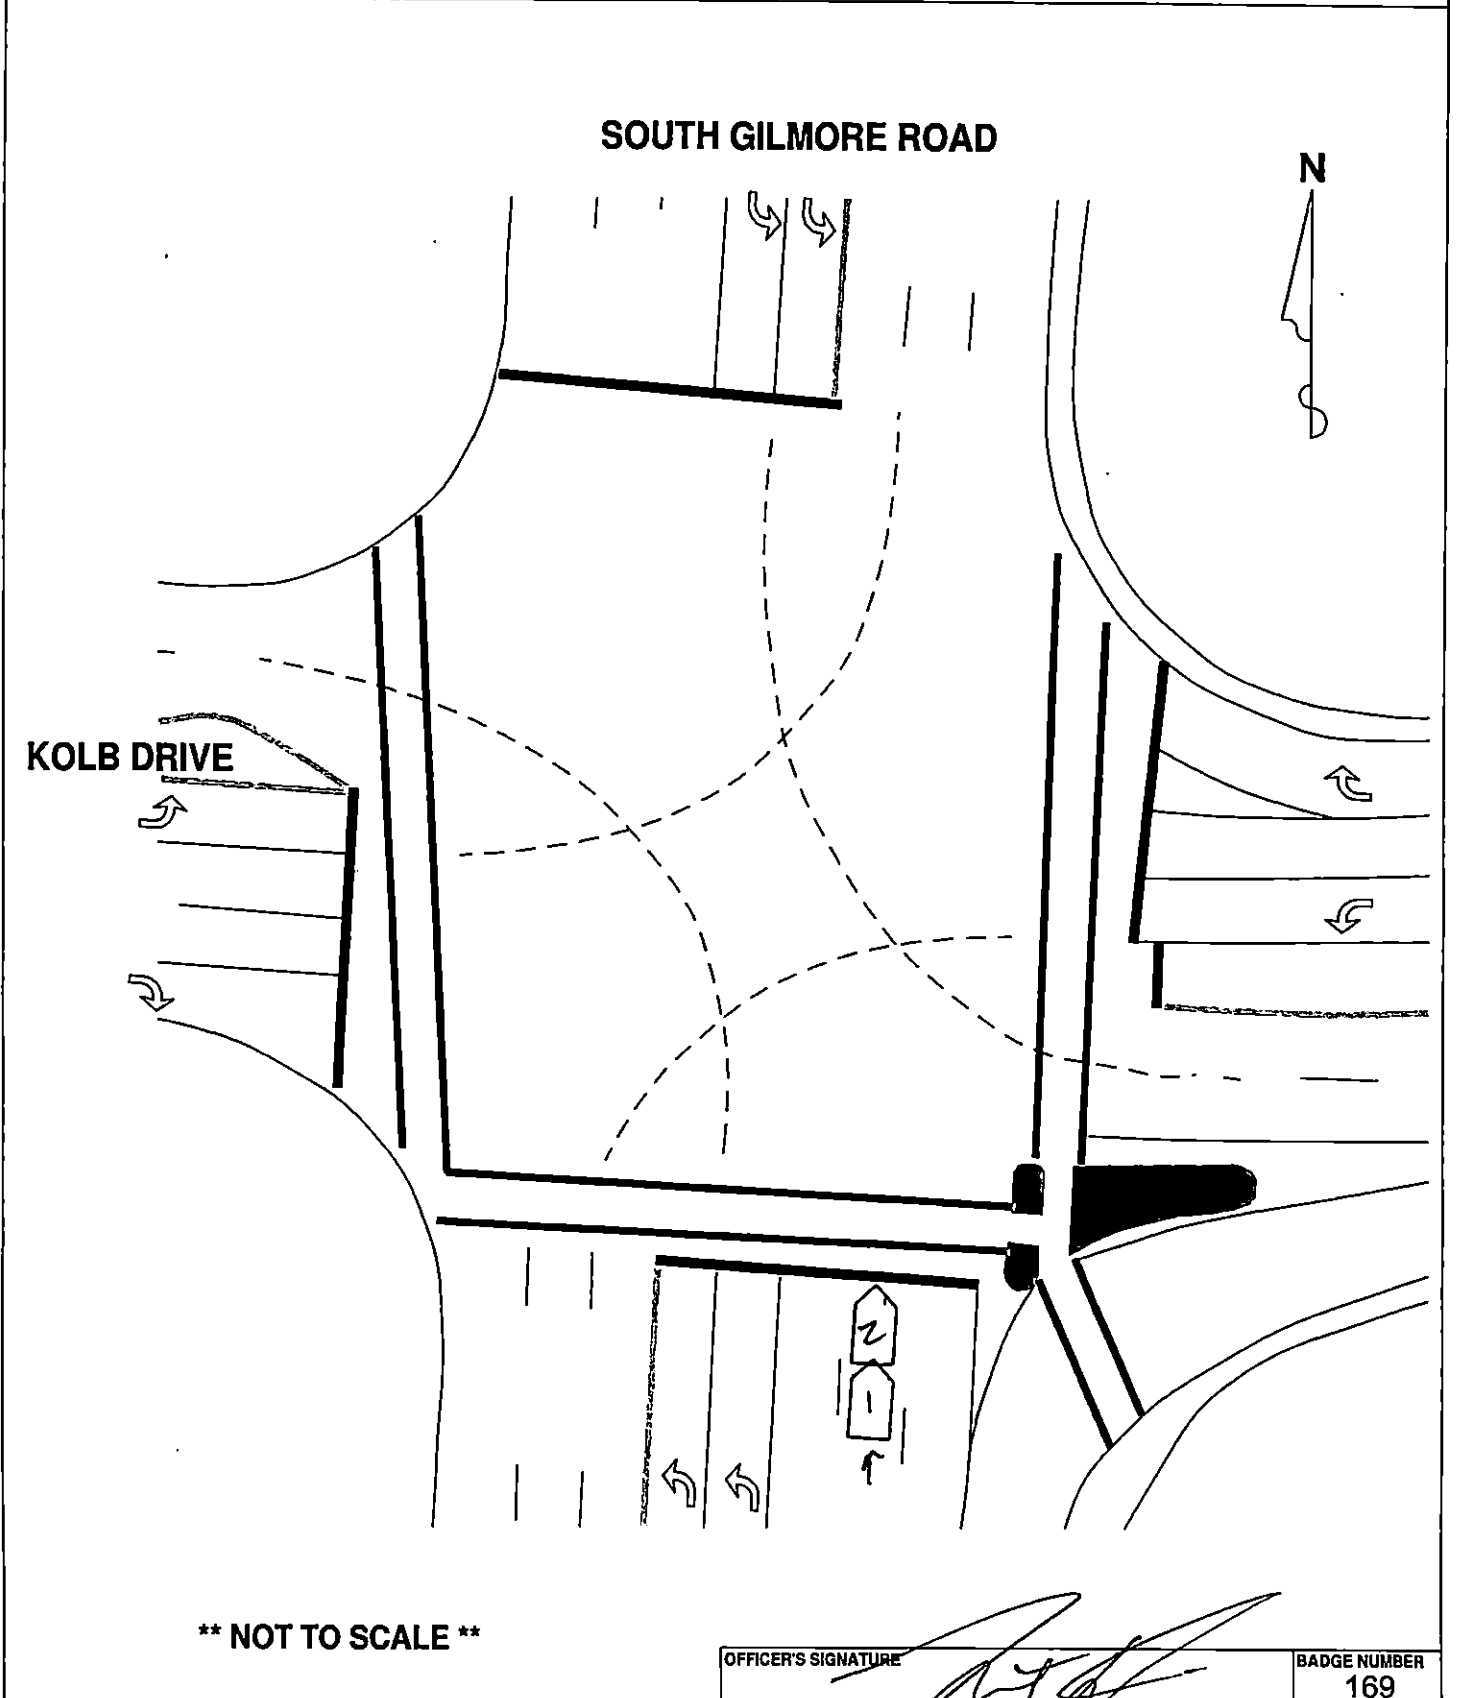 SOUTH GILMORE ROAD
N
KOLB DRIVE
2
1
** NOT TO SCALE **
OFFICER'S SIGNATURE
BADGE NUMBER
169